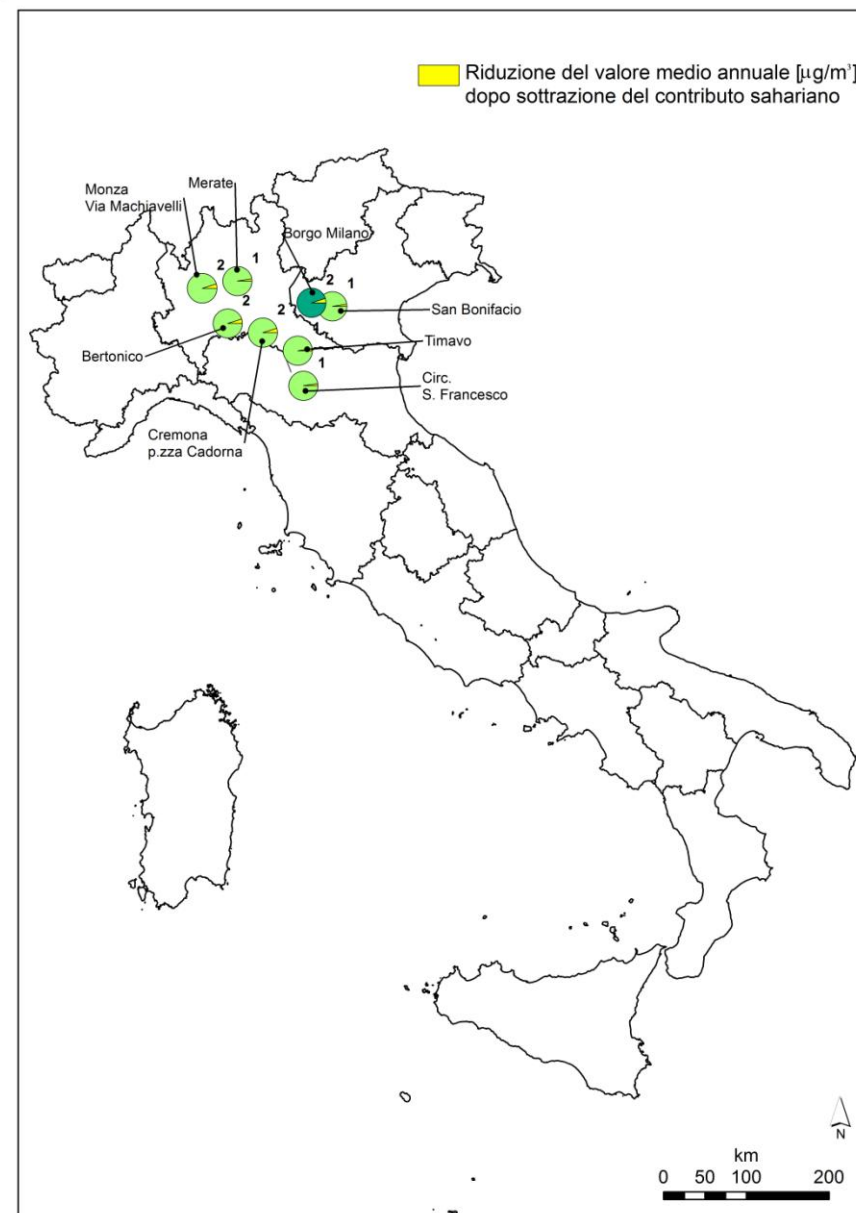 Riduzione del valore medio annuale [µg/m³]
dopo sottrazione del contributo sahariano
Monza
Via Machiavelli
Merate
Borgo Milano
2
1
2
1
2
2
San Bonifacio
Bertonico
Timavo
1
Circ.
S. Francesco
Cremona
p.zza Cadorna
N
km
0 50 100 200